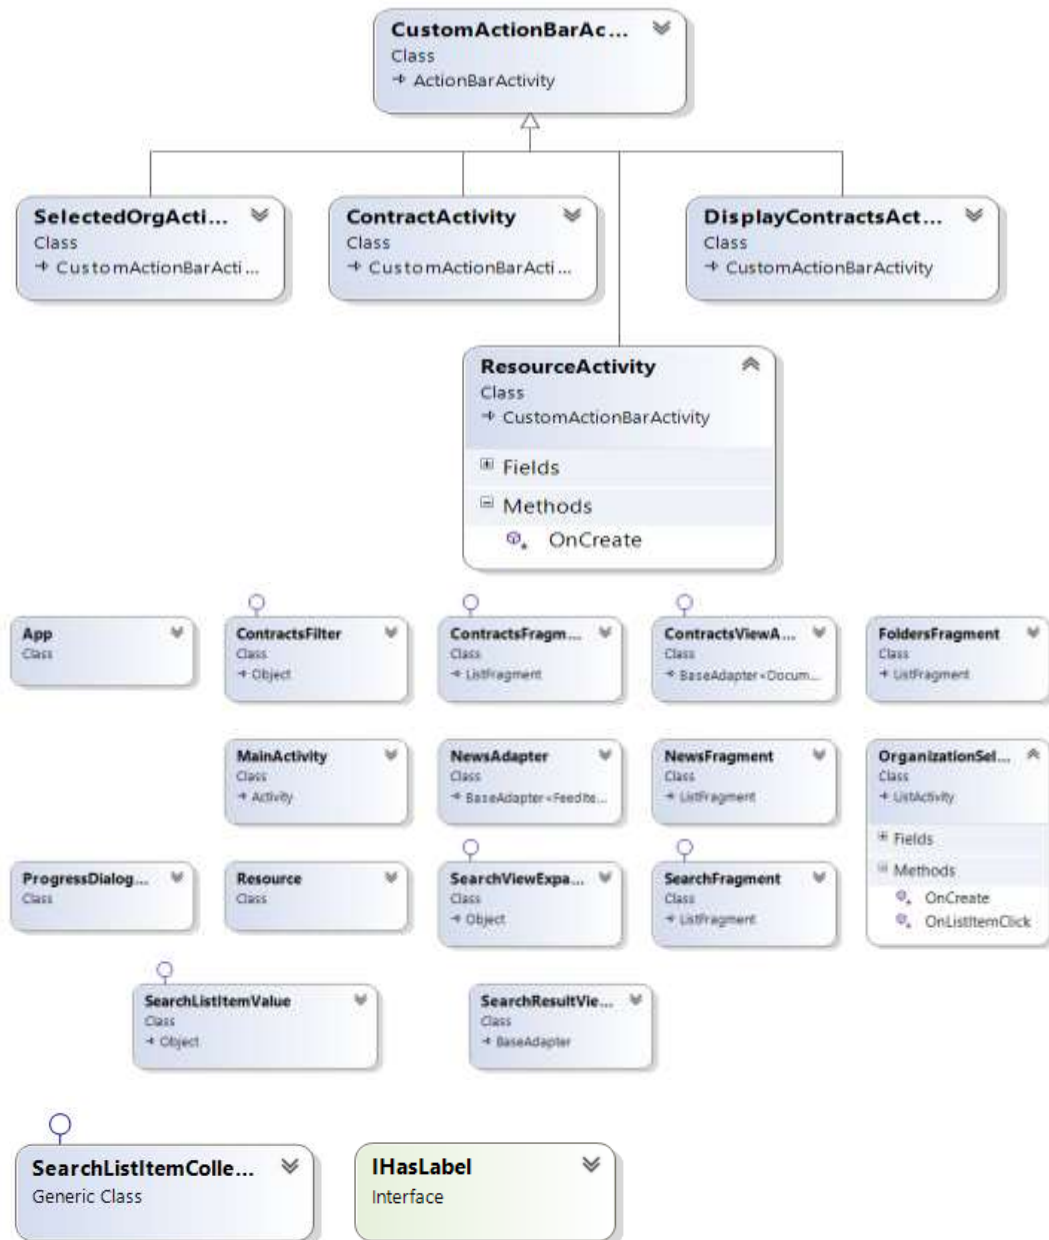 CustomActionBarAc...
Class
ActionBarActivity
SelectedOrgActi...
Class
CustomActionBarActi...
ContractActivity
Class
CustomActionBarActi...
DisplayContractsAct...
Class
CustomActionBarActivity
ResourceActivity
Class
CustomActionBarActivity
Fields
Methods
OnCreate
App
Class
ContractsFilter
Class
Object
ContractsFragm...
Class
ListFragment
ContractsViewA...
Class
BaseAdapter<Docum...
FoldersFragment
Class
ListFragment
MainActivity
Class
Activity
NewsAdapter
Class
BaseAdapter<FeedIte...
NewsFragment
Class
ListFragment
OrganizationSel...
Class
ListActivity
Fields
Methods
OnCreate
OnListItemClick
ProgressDialog...
Class
Resource
Class
SearchViewExpa...
Class
Object
SearchFragment
Class
ListFragment
SearchListItemValue
Class
Object
SearchResultVie...
Class
BaseAdapter
SearchListItemColle...
Generic Class
IHasLabel
Interface